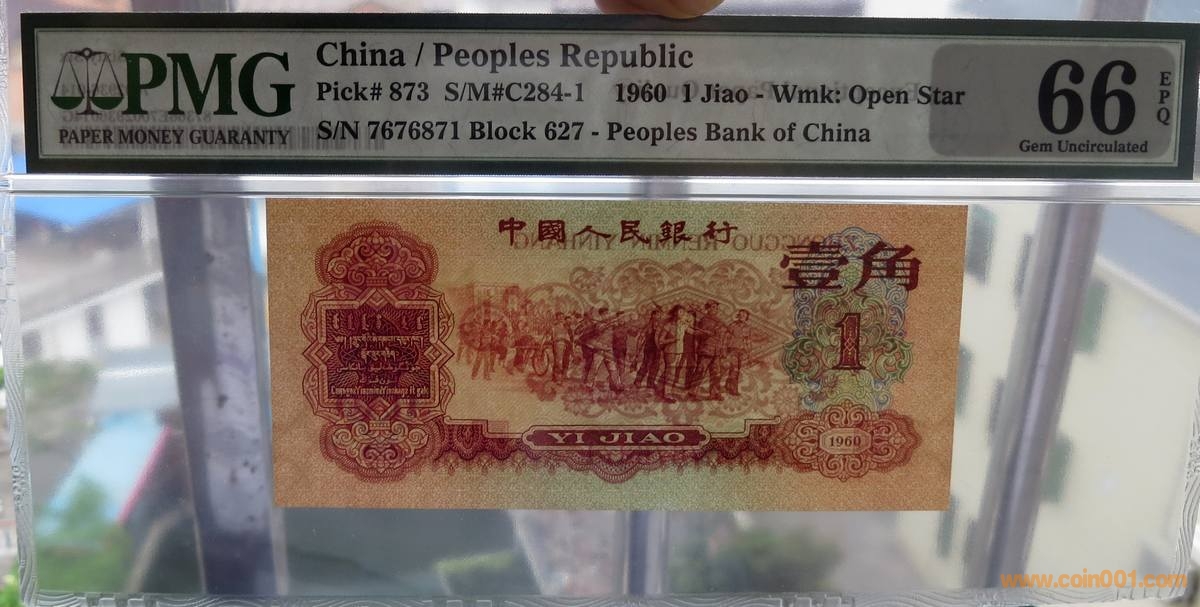 PMG
PAPER MONEY GUARANTY
China / Peoples Republic
Pick# 873 S/M#C284-1 1960 1 Jiao - Wmk: Open Star
S/N 7676871 Block 627 - Peoples Bank of China
66
EPQ
Gem Uncirculated
中國人民銀行
壹角
1
YI JIAO
1960
www.coin001.com